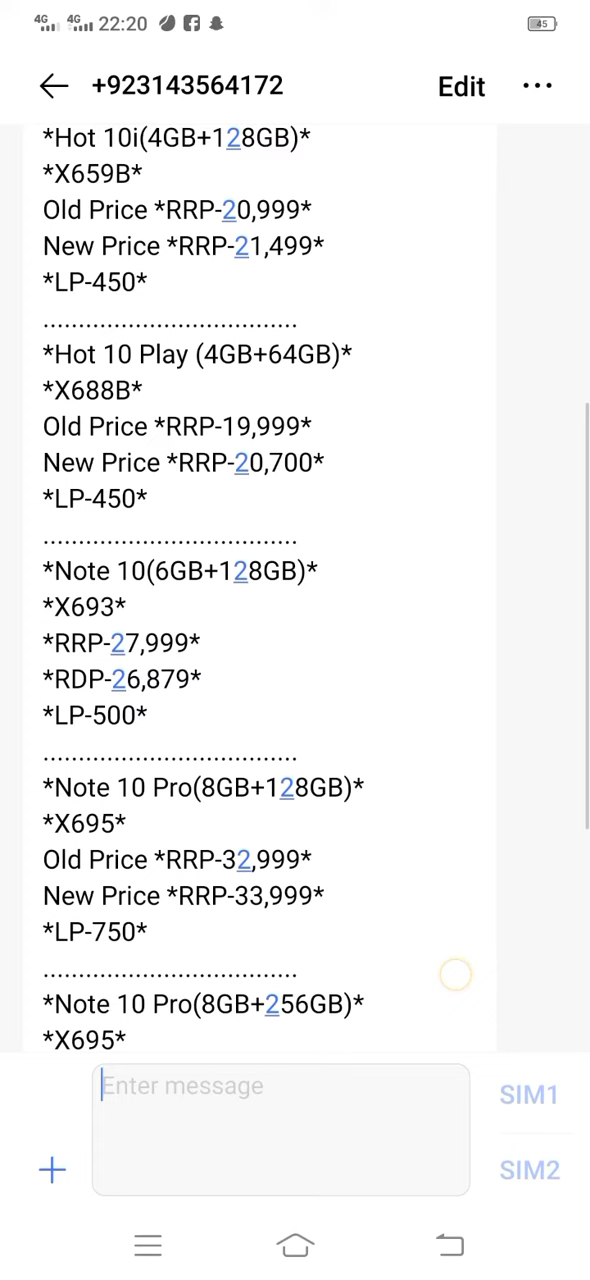 4G 4G 22:20 45
+923143564172 Edit
*Hot 10i(4GB+128GB)*
*X659B*
Old Price *RRP-20,999*
New Price *RRP-21,499*
*LP-450*
...................................
*Hot 10 Play (4GB+64GB)*
*X688B*
Old Price *RRP-19,999*
New Price *RRP-20,700*
*LP-450*
...................................
*Note 10(6GB+128GB)*
*X693*
*RRP-27,999*
*RDP-26,879*
*LP-500*
...................................
*Note 10 Pro(8GB+128GB)*
*X695*
Old Price *RRP-32,999*
New Price *RRP-33,999*
*LP-750*
...................................
*Note 10 Pro(8GB+256GB)*
*X695*
Enter message
SIM1
SIM2